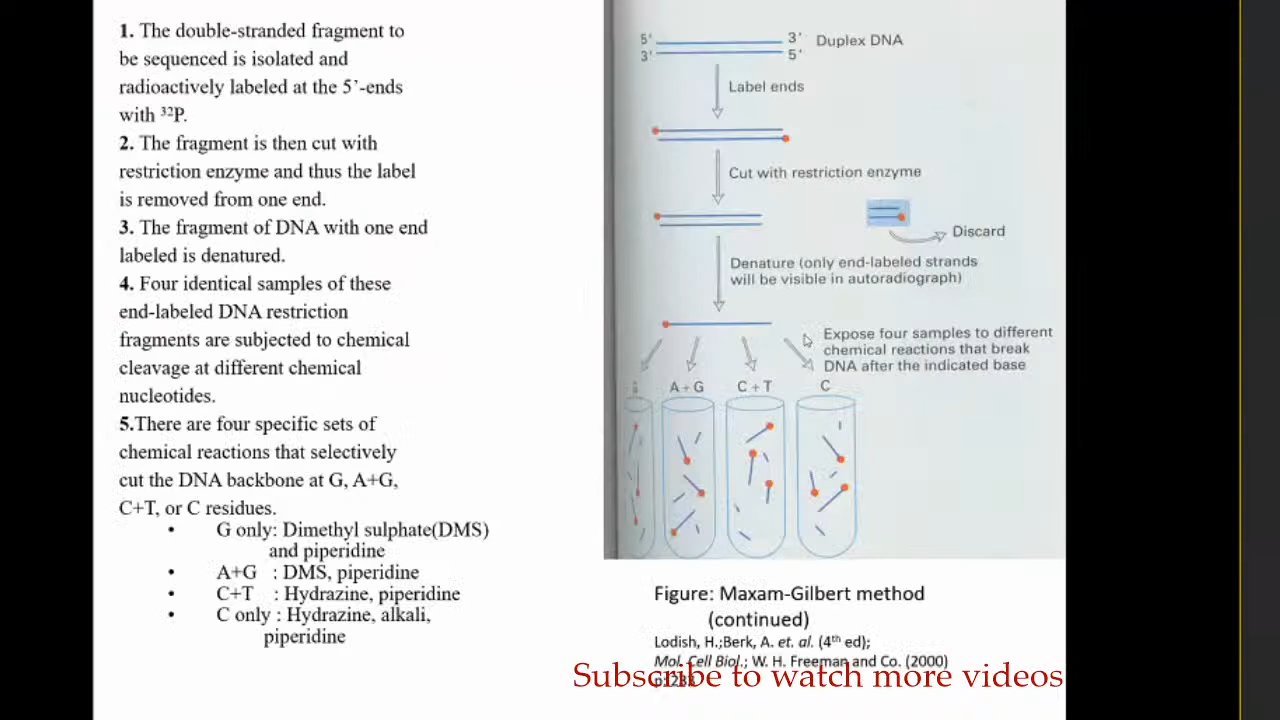 1. The double-stranded fragment to
be sequenced is isolated and
radioactively labeled at the 5’-ends
with ³²P.
2. The fragment is then cut with
restriction enzyme and thus the label
is removed from one end.
3. The fragment of DNA with one end
labeled is denatured.
4. Four identical samples of these
end-labeled DNA restriction
fragments are subjected to chemical
cleavage at different chemical
nucleotides.
5.There are four specific sets of
chemical reactions that selectively
cut the DNA backbone at G, A+G,
C+T, or C residues.
• G only: Dimethyl sulphate(DMS)
and piperidine
• A+G : DMS, piperidine
• C+T : Hydrazine, piperidine
• C only : Hydrazine, alkali,
piperidine
5' 3' Duplex DNA
3' 5'
Label ends
Cut with restriction enzyme
Discard
Denature (only end-labeled strands
will be visible in autoradiograph)
Expose four samples to different
chemical reactions that break
DNA after the indicated base
A+G C+T C
Figure: Maxam-Gilbert method
(continued)
Lodish, H.;Berk, A. et. al. (4th ed);
Mol. Cell Biol.; W. H. Freeman and Co. (2000)
Subscribe to watch more videos